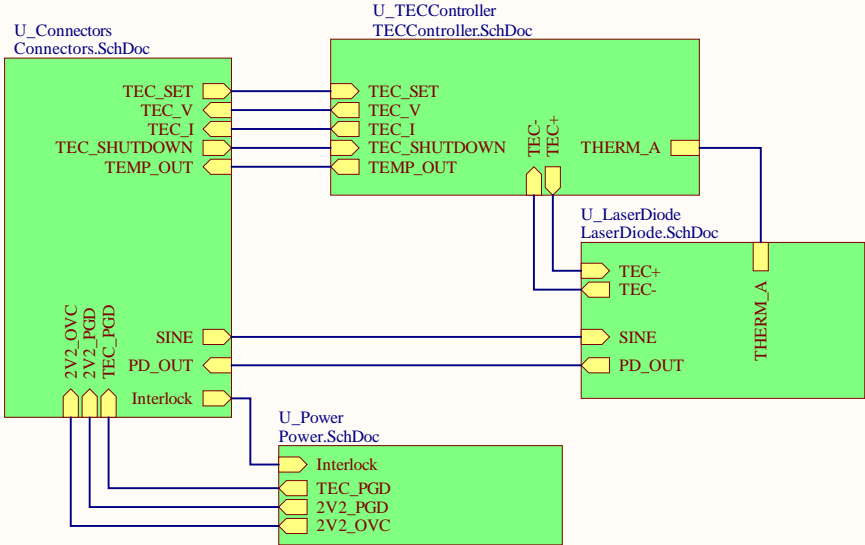 U_Connectors
Connectors.SchDoc
TEC_SET
TEC_V
TEC_I
TEC_SHUTDOWN
TEMP_OUT
SINE
PD_OUT
Interlock
2V2_OVC
2V2_PGD
TEC_PGD
U_TECController
TECController.SchDoc
TEC_SET
TEC_V
TEC_I
TEC_SHUTDOWN
TEMP_OUT
TEC-
TEC+
THERM_A
U_LaserDiode
LaserDiode.SchDoc
TEC+
TEC-
SINE
PD_OUT
THERM_A
U_Power
Power.SchDoc
Interlock
TEC_PGD
2V2_PGD
2V2_OVC